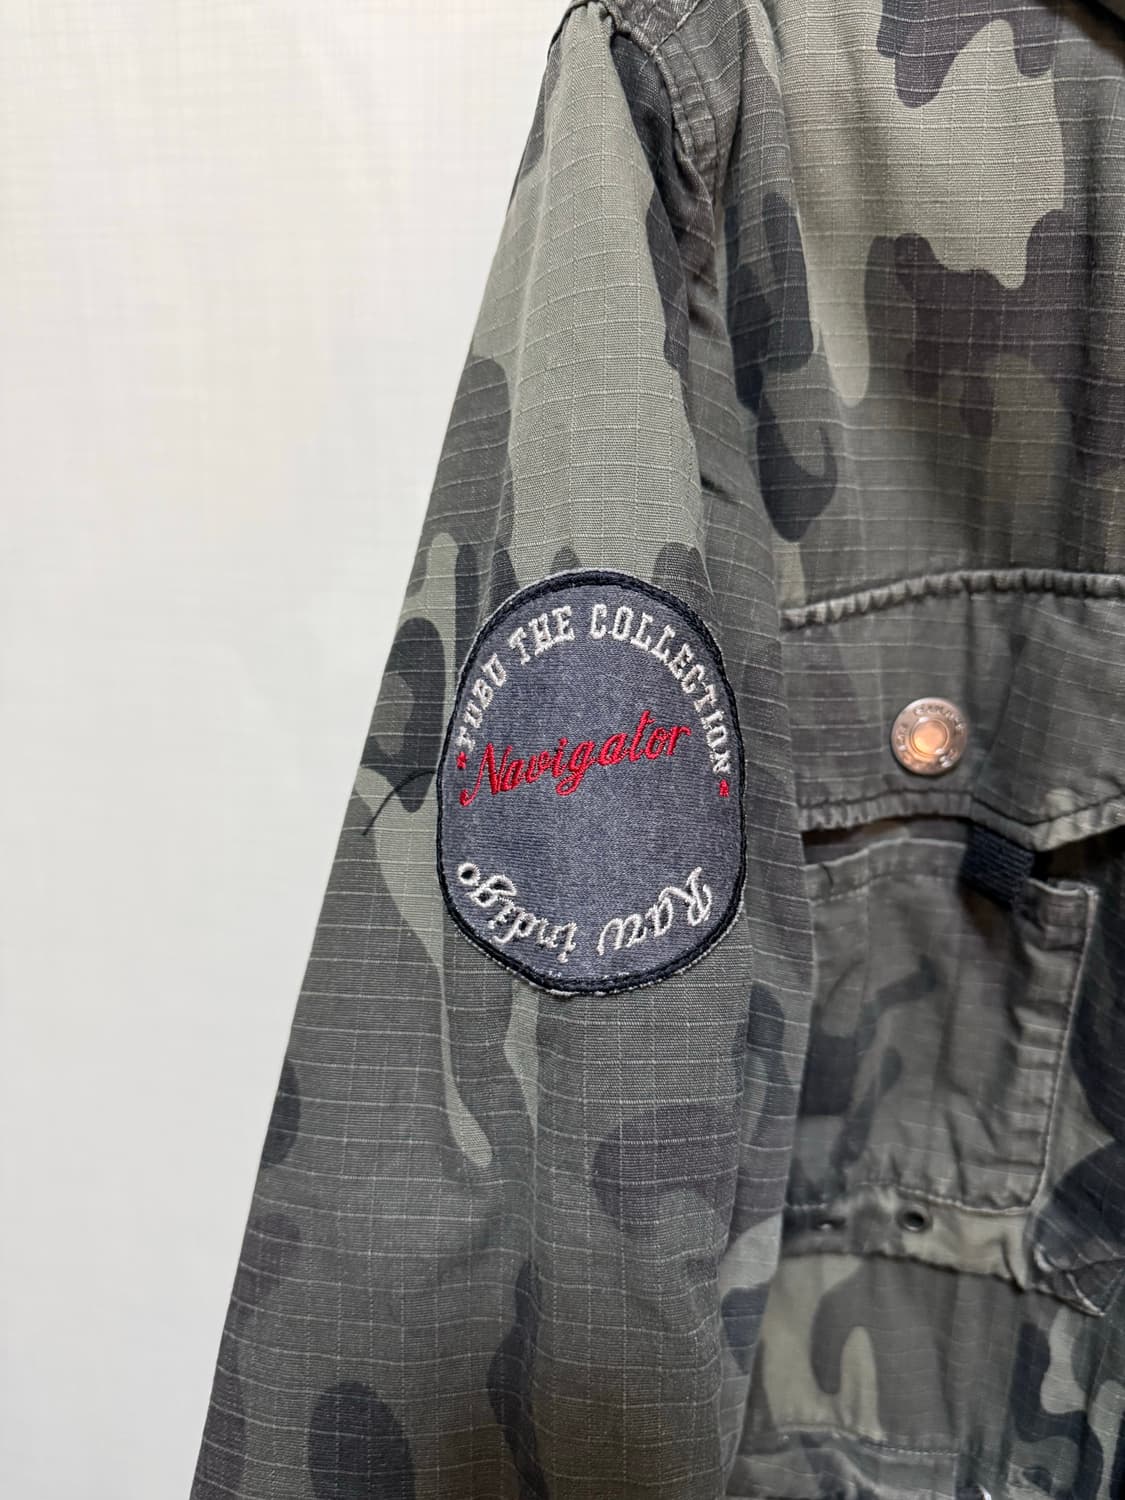 FUBU THE COLLECTION
Navigator
Raw indigo